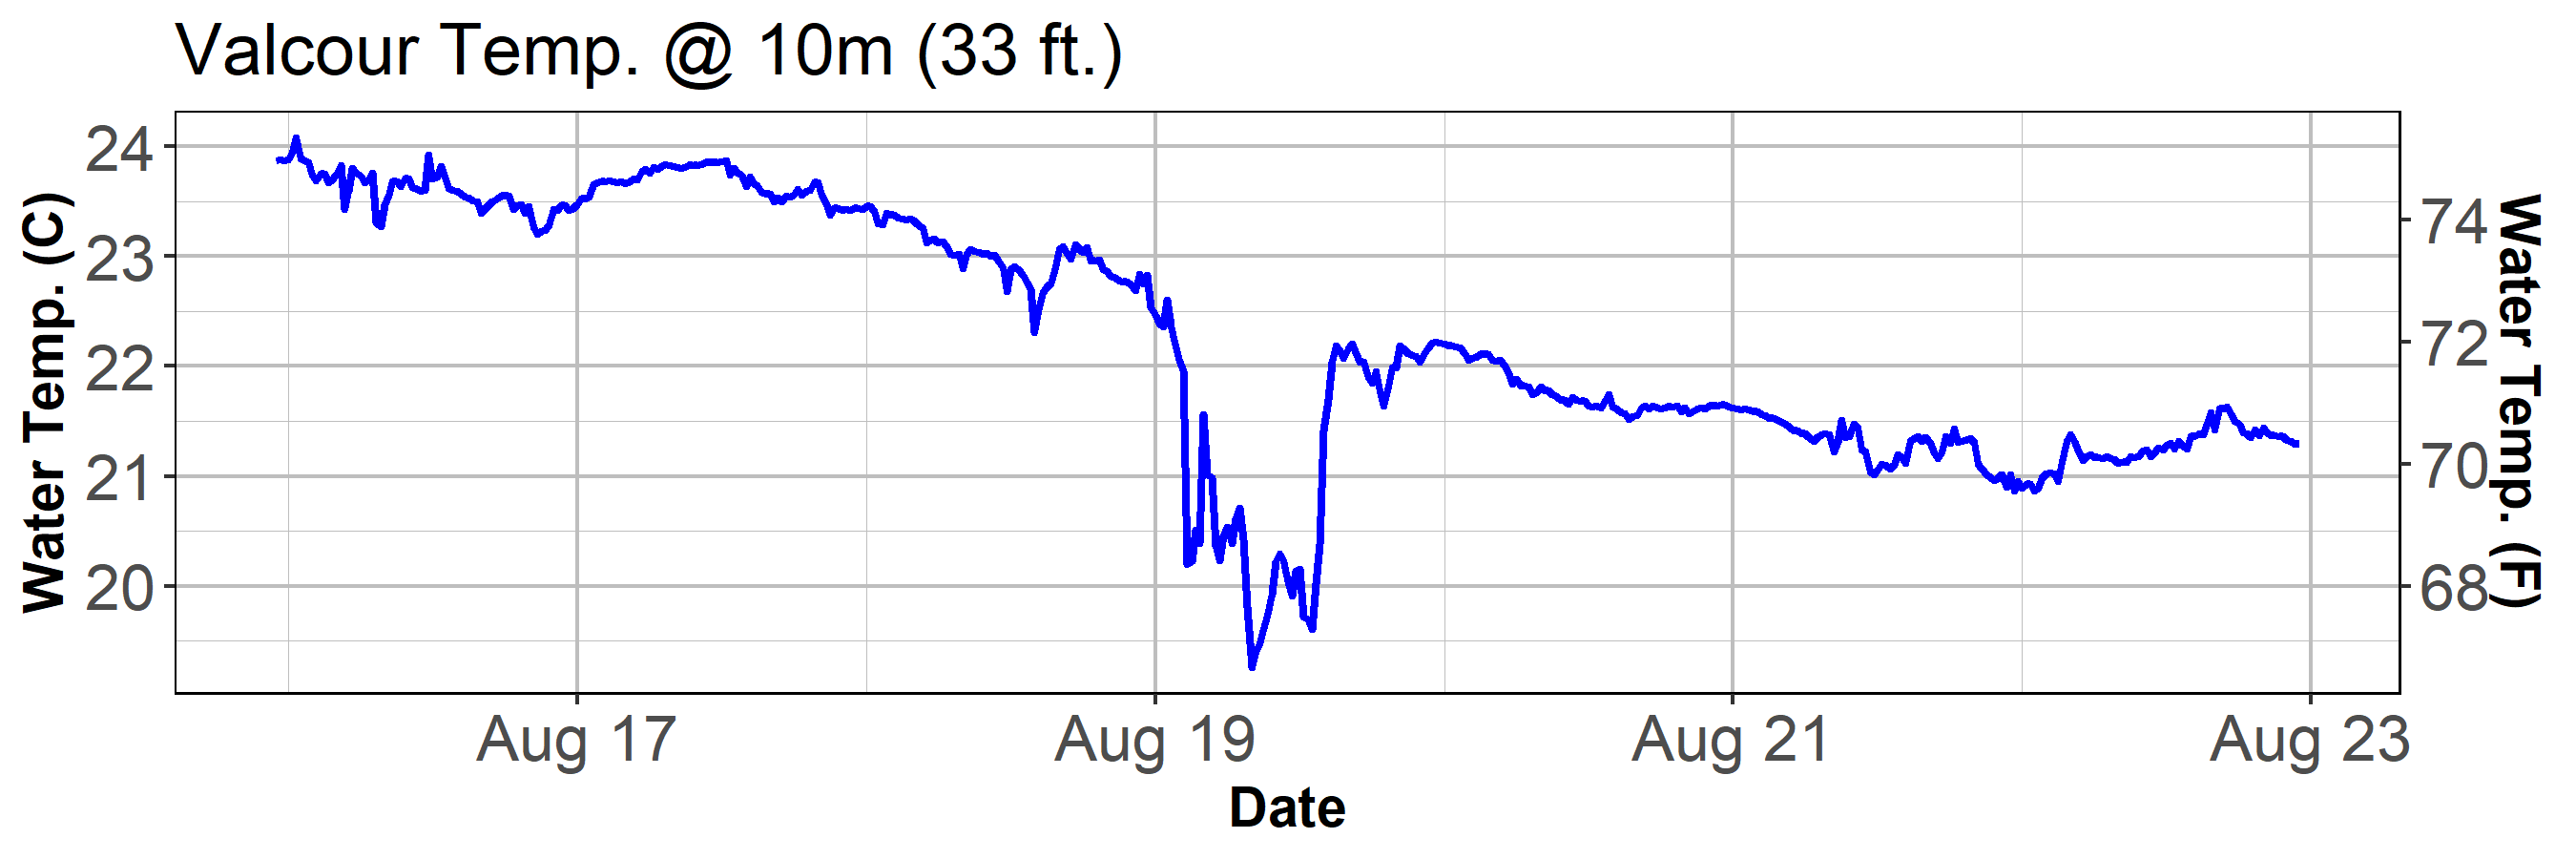 Valcour Temp. @ 10m (33 ft.)
Water Temp. (C)
24
23
22
21
20
74
72
70
68
Water Temp. (F)
Aug 17
Aug 19
Aug 21
Aug 23
Date